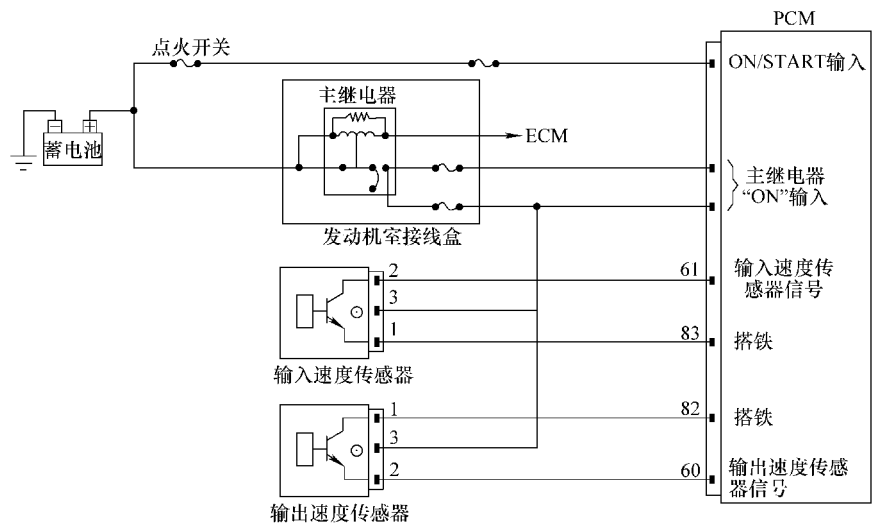 PCM
点火开关
ON/START输入
主继电器
ECM
蓄电池
主继电器
“ON”输入
发动机室接线盒
2
61
输入速度传
感器信号
3
1
83
搭铁
输入速度传感器
1
82
搭铁
3
2
60
输出速度传感
器信号
输出速度传感器